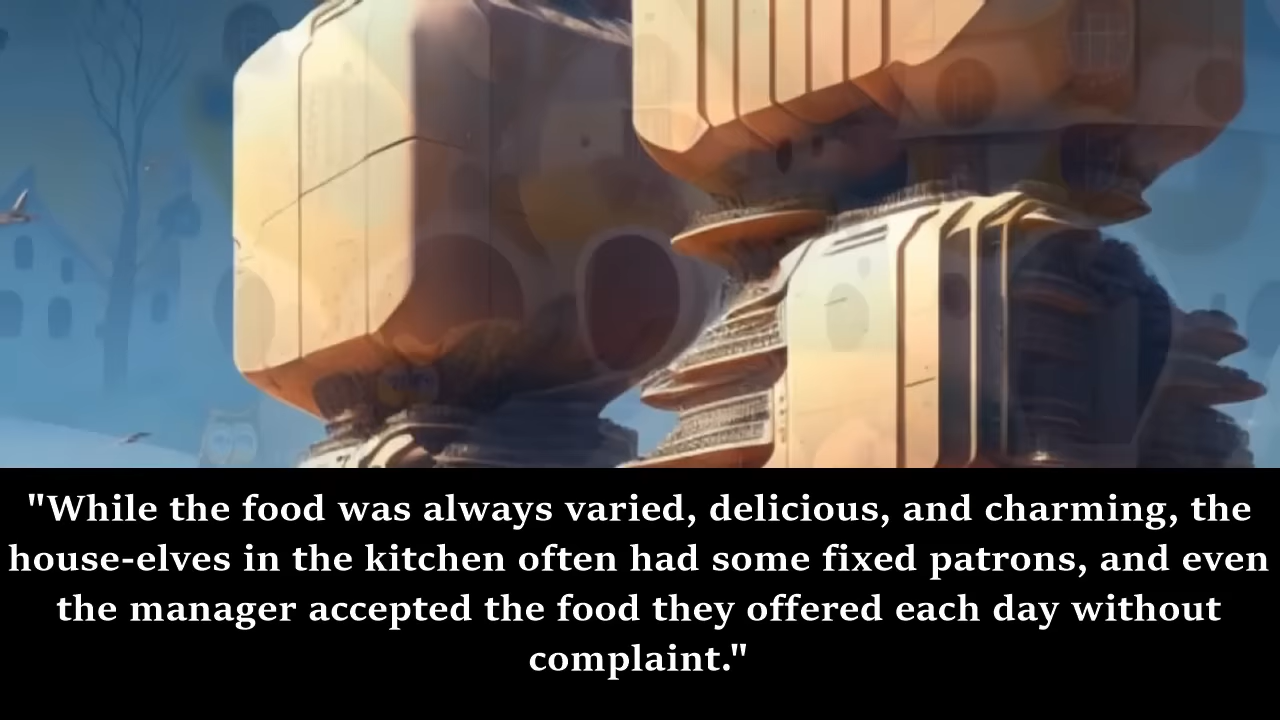 "While the food was always varied, delicious, and charming, the
house-elves in the kitchen often had some fixed patrons, and even
the manager accepted the food they offered each day without
complaint."